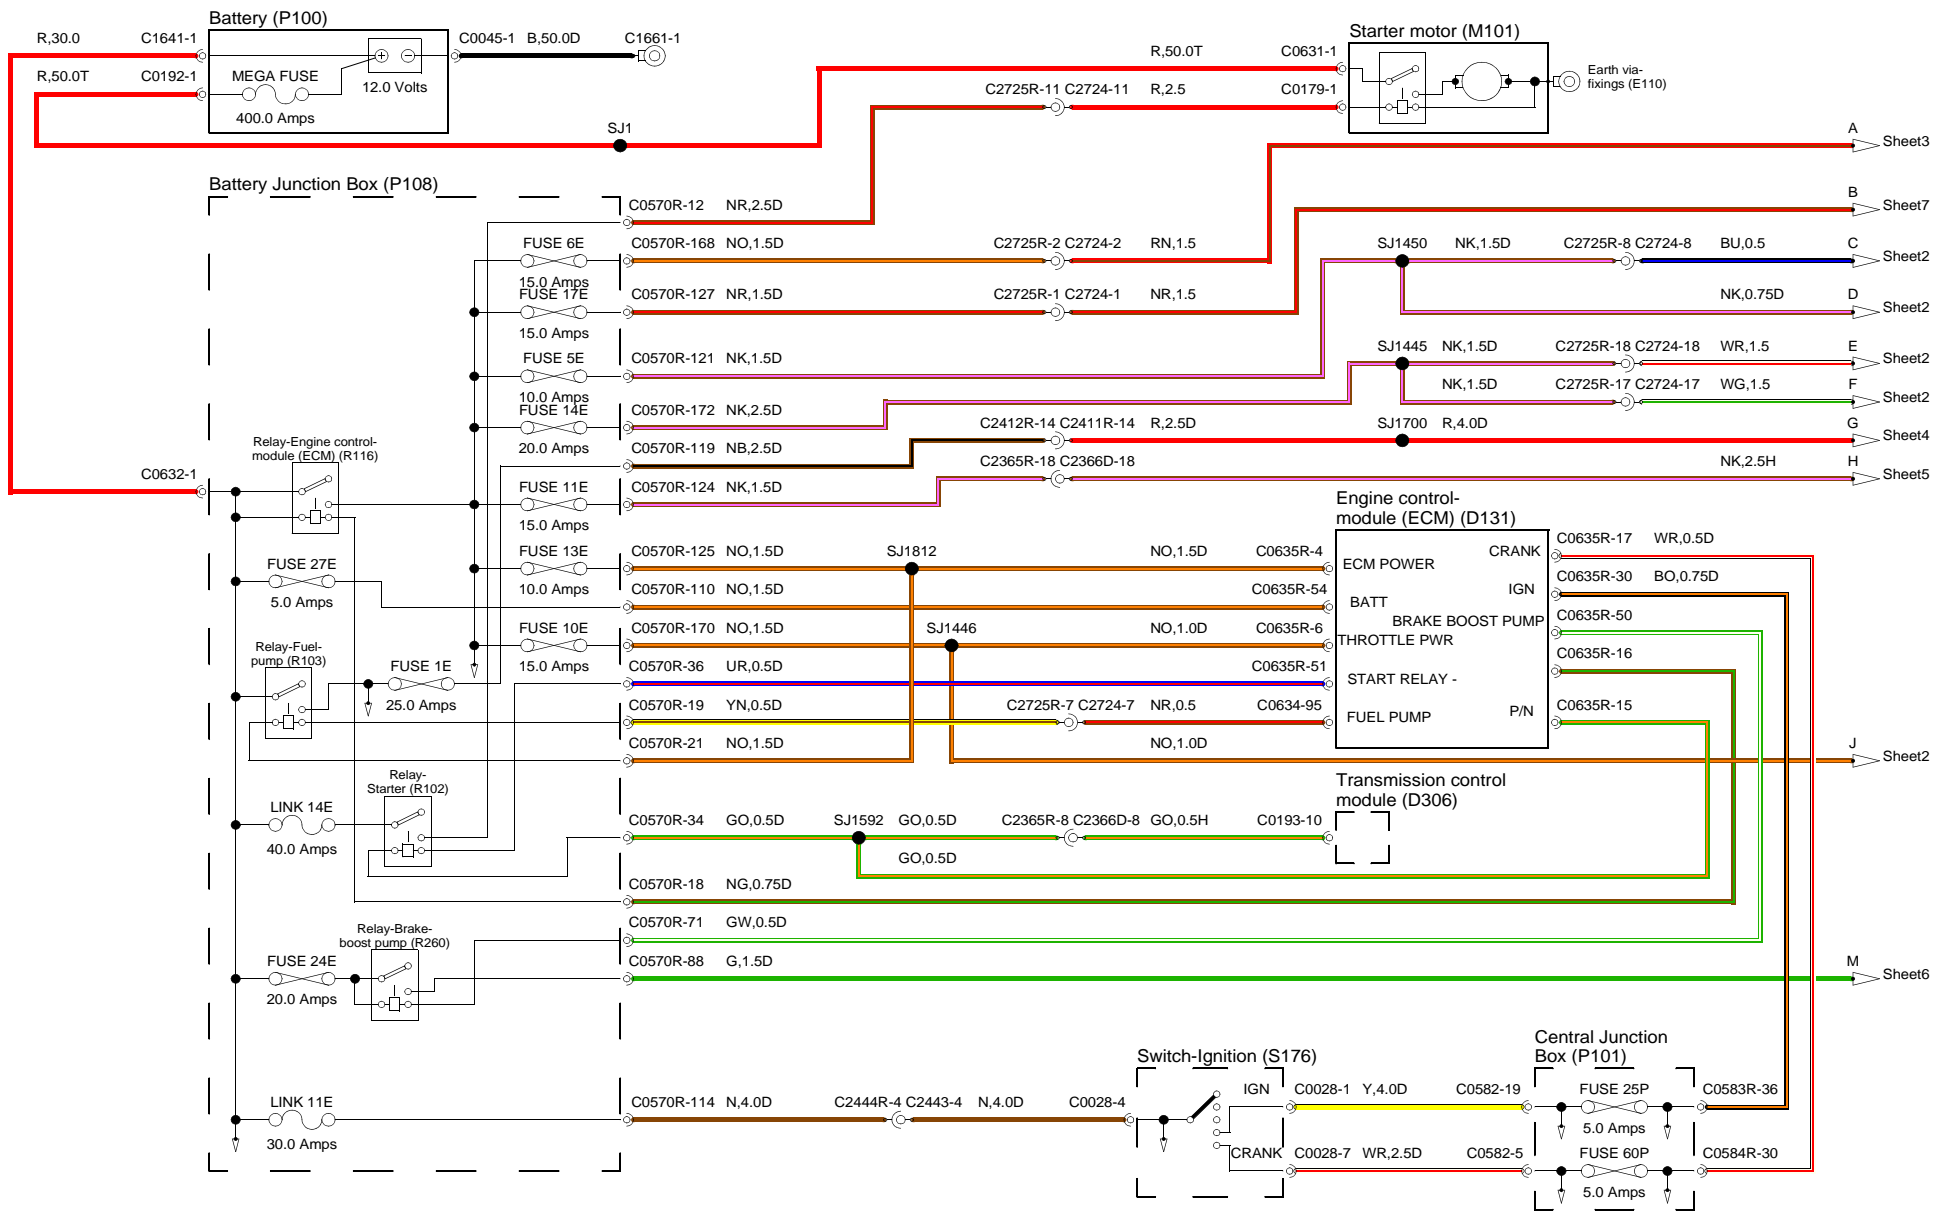 Battery (P100)
R,30.0 C1641-1
C0045-1 B,50.0D C1661-1
R,50.0T C0192-1
MEGA FUSE
12.0 Volts
400.0 Amps
SJ1
Starter motor (M101)
R,50.0T C0631-1
C2725R-11 C2724-11 R,2.5 C0179-1
Earth via-
fixings (E110)
A
Sheet3
Battery Junction Box (P108)
C0570R-12 NR,2.5D
B
Sheet7
FUSE 6E
15.0 Amps
C0570R-168 NO,1.5D C2725R-2 C2724-2 RN,1.5
SJ1450 NK,1.5D C2725R-8 C2724-8 BU,0.5 C
Sheet2
FUSE 17E
15.0 Amps
C0570R-127 NR,1.5D C2725R-1 C2724-1 NR,1.5
NK,0.75D D
Sheet2
FUSE 5E
10.0 Amps
C0570R-121 NK,1.5D
SJ1445 NK,1.5D C2725R-18 C2724-18 WR,1.5 E
Sheet2
NK,1.5D C2725R-17 C2724-17 WG,1.5 F
Sheet2
FUSE 14E
20.0 Amps
C0570R-172 NK,2.5D
C2412R-14 C2411R-14 R,2.5D SJ1700 R,4.0D G
Sheet4
C0570R-119 NB,2.5D
C2365R-18 C2366D-18 NK,2.5H H
Sheet5
Relay-Engine control-
module (ECM) (R116)
C0632-1
FUSE 11E
15.0 Amps
C0570R-124 NK,1.5D
Engine control-
module (ECM) (D131)
FUSE 13E
10.0 Amps
C0570R-125 NO,1.5D SJ1812 NO,1.5D C0635R-4
ECM POWER
CRANK
C0635R-17 WR,0.5D
FUSE 27E
5.0 Amps
C0570R-110 NO,1.5D C0635R-54
BATT
IGN
C0635R-30 BO,0.75D
FUSE 10E
15.0 Amps
C0570R-170 NO,1.5D SJ1446 NO,1.0D C0635R-6
BRAKE BOOST PUMP
THROTTLE PWR
C0635R-50
Relay-Fuel-
pump (R103)
FUSE 1E
25.0 Amps
C0570R-36 UR,0.5D C0635R-51
START RELAY -
C0635R-16
C0570R-19 YN,0.5D C2725R-7 C2724-7 NR,0.5 C0634-95
FUEL PUMP
P/N
C0635R-15
C0570R-21 NO,1.5D NO,1.0D
J
Sheet2
Relay-
Starter (R102)
LINK 14E
40.0 Amps
Transmission control
module (D306)
C0570R-34 GO,0.5D SJ1592 GO,0.5D C2365R-8 C2366D-8 GO,0.5H C0193-10
GO,0.5D
C0570R-18 NG,0.75D
C0570R-71 GW,0.5D
Relay-Brake-
boost pump (R260)
FUSE 24E
20.0 Amps
C0570R-88 G,1.5D
M
Sheet6
LINK 11E
30.0 Amps
C0570R-114 N,4.0D C2444R-4 C2443-4 N,4.0D C0028-4
Switch-Ignition (S176)
IGN
C0028-1 Y,4.0D C0582-19
CRANK
C0028-7 WR,2.5D C0582-5
Central Junction
Box (P101)
FUSE 25P
5.0 Amps
C0583R-36
FUSE 60P
5.0 Amps
C0584R-30